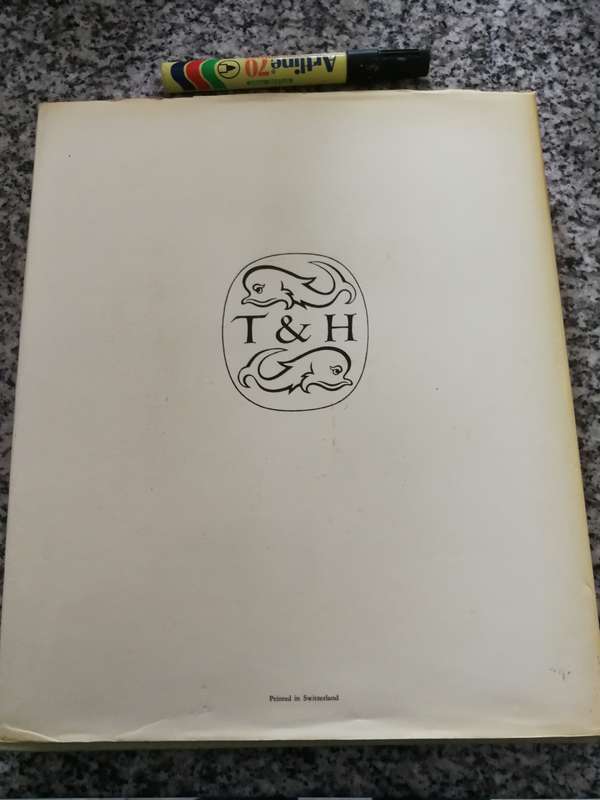 Artline 70
T & H
Printed in Switzerland